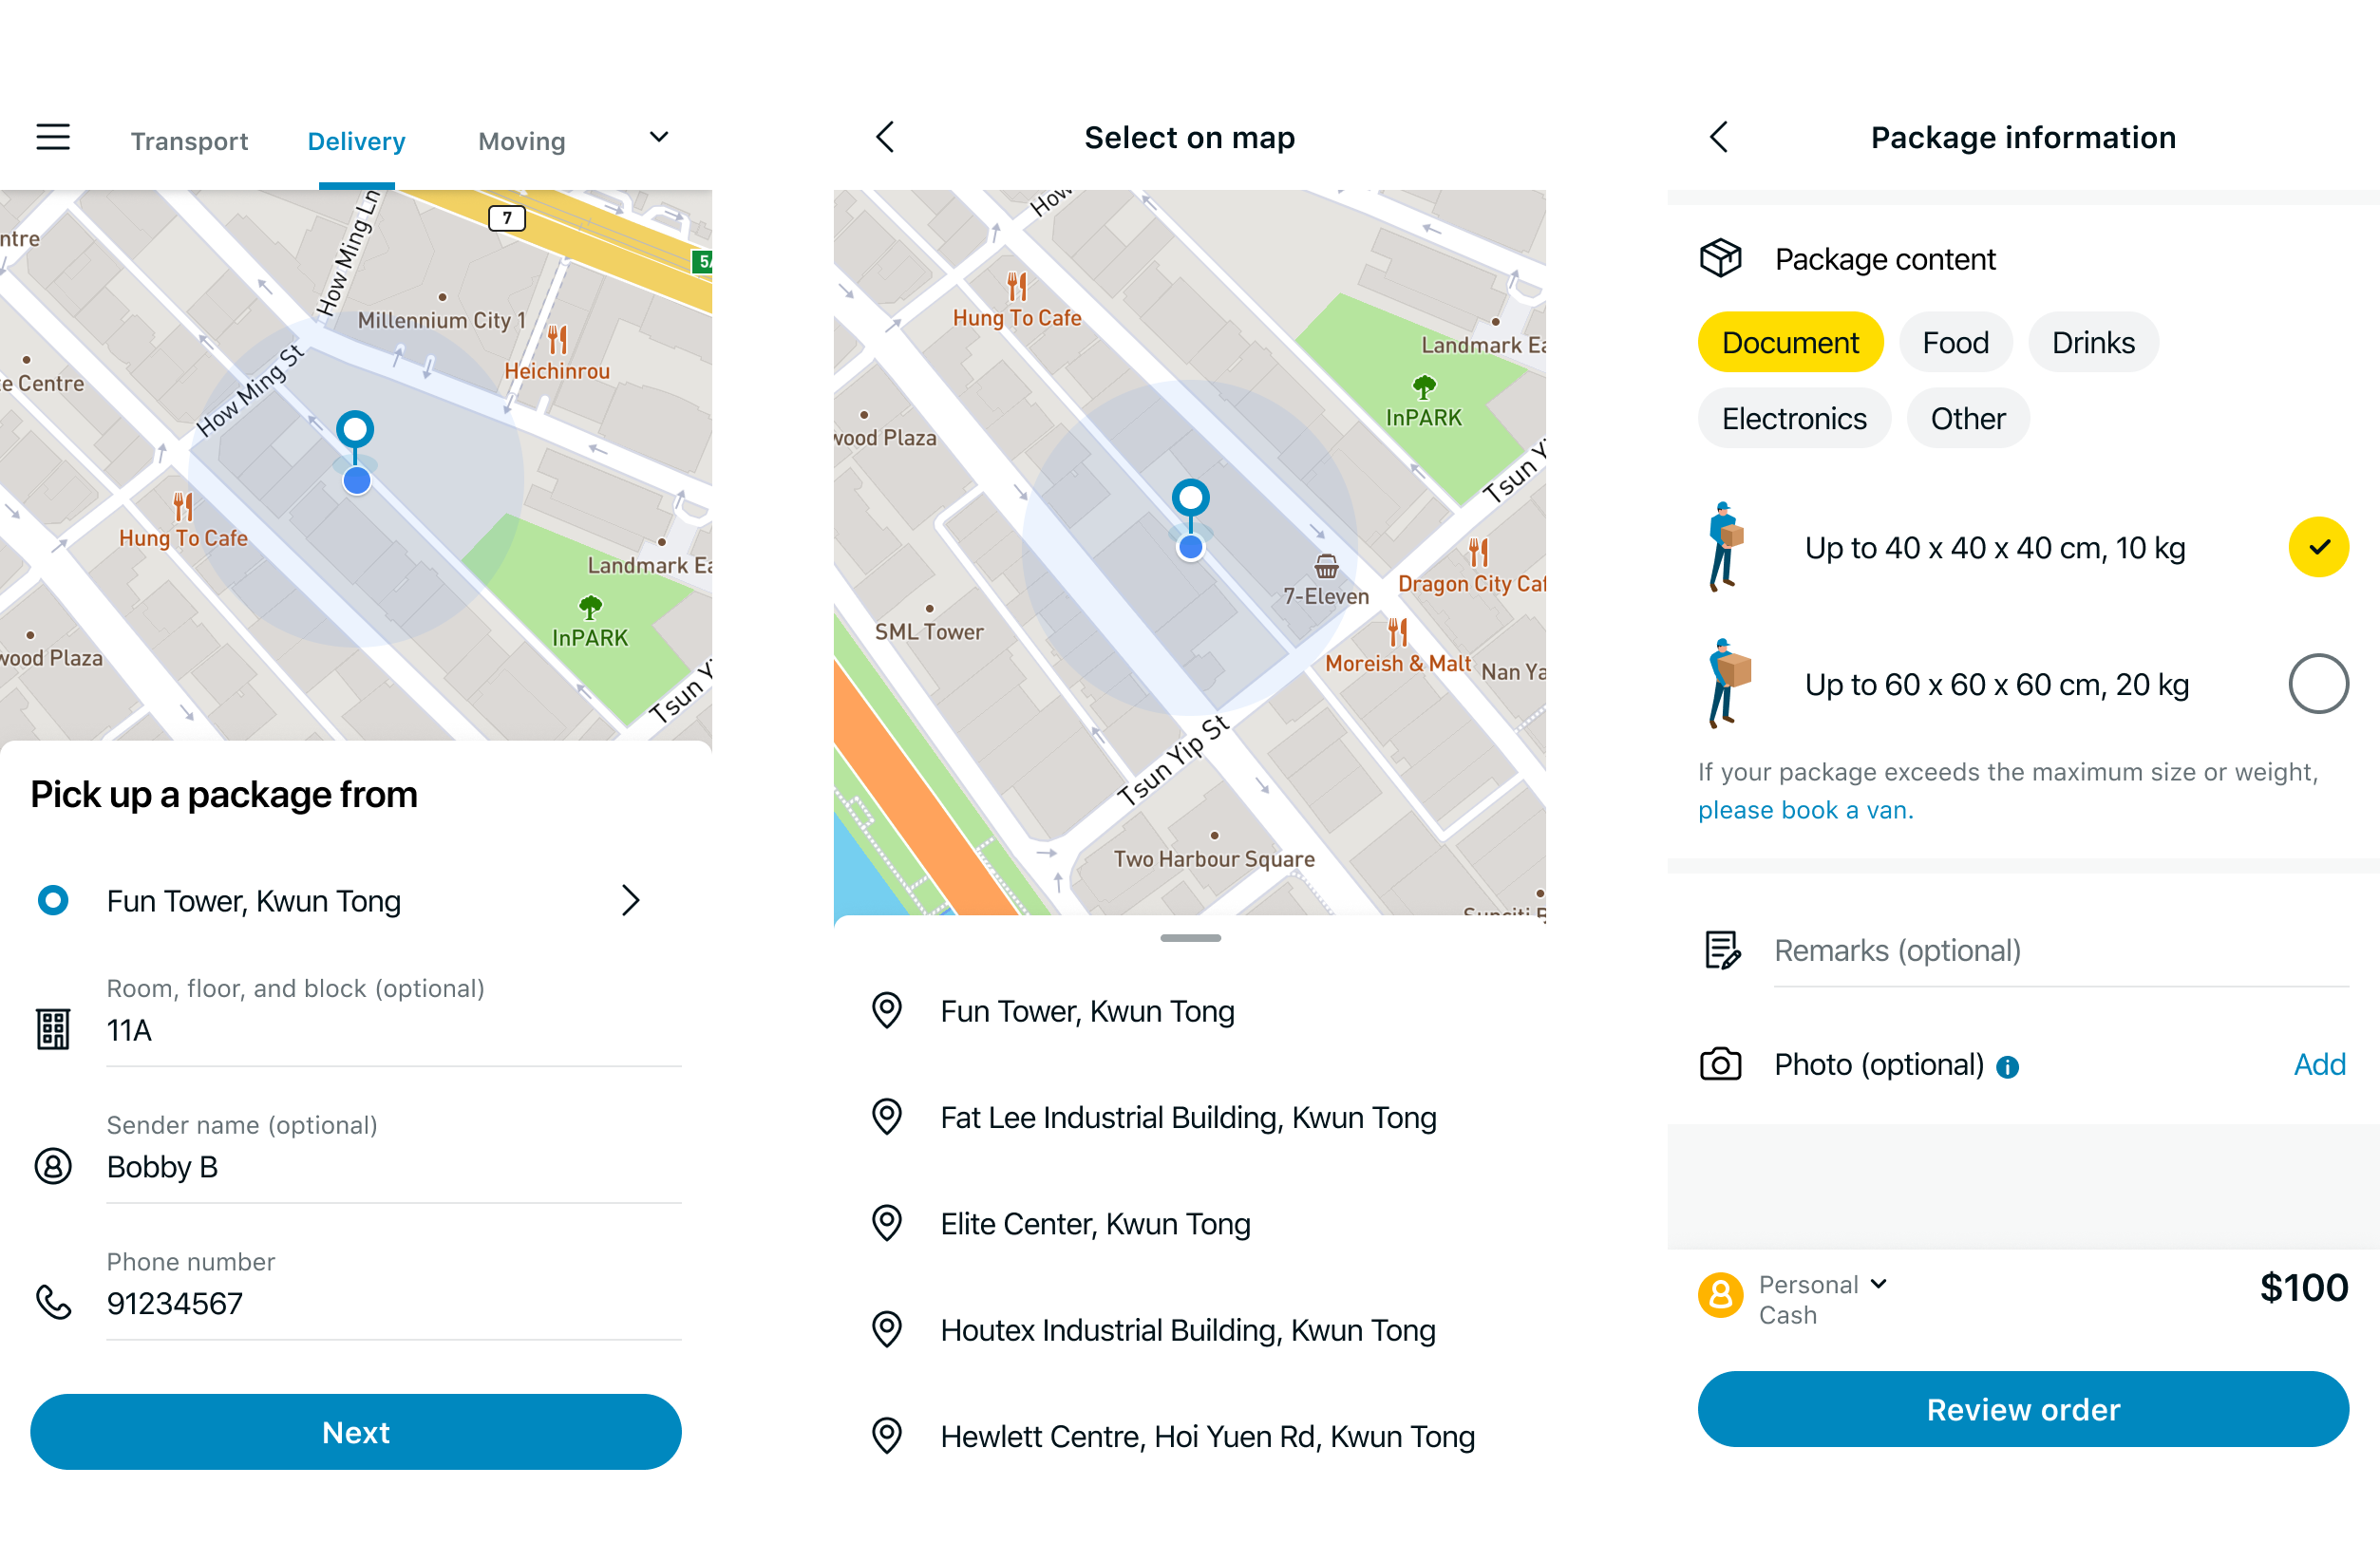 Transport
Delivery
Moving
ntre
How Ming Ln
7
5
Millennium City 1
Heichinrou
e Centre
How Ming St
Hung To Cafe
Landmark Ea
InPARK
wood Plaza
Tsun Yi
Pick up a package from
Fun Tower, Kwun Tong
Room, floor, and block (optional)
11A
Sender name (optional)
Bobby B
Phone number
91234567
Next
Select on map
How
Hung To Cafe
Landmark Ea
InPARK
wood Plaza
Tsun Y
7-Eleven
Dragon City Caf
SML Tower
Moreish & Malt
Nan Ya
Tsun Yip St
Two Harbour Square
Fun Tower, Kwun Tong
Fat Lee Industrial Building, Kwun Tong
Elite Center, Kwun Tong
Houtex Industrial Building, Kwun Tong
Hewlett Centre, Hoi Yuen Rd, Kwun Tong
Package information
Package content
Document
Food
Drinks
Electronics
Other
Up to 40 x 40 x 40 cm, 10 kg
Up to 60 x 60 x 60 cm, 20 kg
If your package exceeds the maximum size or weight,
please book a van.
Remarks (optional)
Photo (optional)
Add
Personal
Cash
$100
Review order